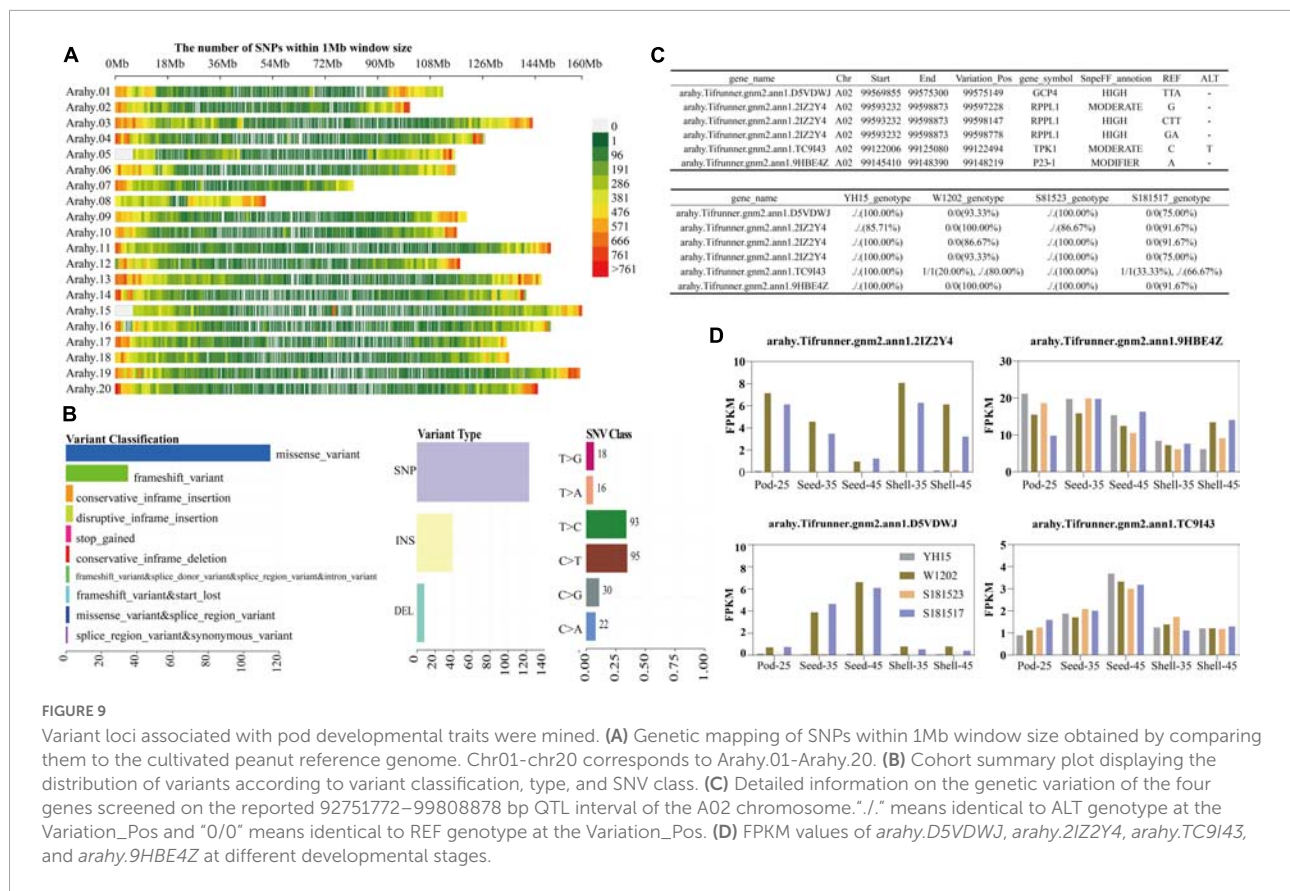 A
The number of SNPs within 1Mb window size
0Mb 18Mb 36Mb 54Mb 72Mb 90Mb 108Mb 126Mb 144Mb 160Mb
Arahy.01
Arahy.02
Arahy.03
Arahy.04
Arahy.05
Arahy.06
Arahy.07
Arahy.08
Arahy.09
Arahy.10
Arahy.11
Arahy.12
Arahy.13
Arahy.14
Arahy.15
Arahy.16
Arahy.17
Arahy.18
Arahy.19
Arahy.20
0
1
96
191
286
381
476
571
666
761
>761
B
Variant Classification
missense_variant
frameshift_variant
conservative_inframe_insertion
disruptive_inframe_insertion
stop_gained
conservative_inframe_deletion
frameshift_variant&splice_donor_variant&splice_region_variant&intron_variant
frameshift_variant&start_lost
missense_variant&splice_region_variant
splice_region_variant&synonymous_variant
0 20 40 60 80 100 120
Variant Type
SNP
INS
DEL
0 20 40 60 80 100 120 140
SNV Class
T>G 18
T>A 16
T>C 93
C>T 95
C>G 30
C>A 22
0.00 0.25 0.50 0.75 1.00
C
gene_name Chr Start End Variation_Pos gene_symbol SnpeFF_annotion REF ALT
arahy.Tifrunner.gnm2.ann1.D5VDWJ A02 99569855 99575300 99575149 GCP4 HIGH TTA -
arahy.Tifrunner.gnm2.ann1.2IZ2Y4 A02 99593232 99598873 99597228 RPPL1 MODERATE G -
arahy.Tifrunner.gnm2.ann1.2IZ2Y4 A02 99593232 99598873 99598147 RPPL1 HIGH CTT -
arahy.Tifrunner.gnm2.ann1.2IZ2Y4 A02 99593232 99598873 99598778 RPPL1 HIGH GA -
arahy.Tifrunner.gnm2.ann1.TC9I43 A02 99122006 99125080 99122494 TPK1 MODERATE C T
arahy.Tifrunner.gnm2.ann1.9HBE4Z A02 99145410 99148390 99148219 P23-1 MODIFIER A -
gene_name YH15_genotype W1202_genotype S81523_genotype S181517_genotype
arahy.Tifrunner.gnm2.ann1.D5VDWJ ./.(100.00%) 0/0(93.33%) ./.(100.00%) 0/0(75.00%)
arahy.Tifrunner.gnm2.ann1.2IZ2Y4 ./.(85.71%) 0/0(100.00%) ./.(86.67%) 0/0(91.67%)
arahy.Tifrunner.gnm2.ann1.2IZ2Y4 ./.(100.00%) 0/0(86.67%) ./.(100.00%) 0/0(91.67%)
arahy.Tifrunner.gnm2.ann1.2IZ2Y4 ./.(100.00%) 0/0(93.33%) ./.(100.00%) 0/0(75.00%)
arahy.Tifrunner.gnm2.ann1.TC9I43 ./.(100.00%) 1/1(20.00%), ./.(80.00%) ./.(100.00%) 1/1(33.33%), ./.(66.67%)
arahy.Tifrunner.gnm2.ann1.9HBE4Z ./.(100.00%) 0/0(100.00%) ./.(100.00%) 0/0(91.67%)
D
arahy.Tifrunner.gnm2.ann1.2IZ2Y4
FPKM
10
8
6
4
2
0
Pod-25 Seed-35 Seed-45 Shell-35 Shell-45
arahy.Tifrunner.gnm2.ann1.9HBE4Z
FPKM
30
20
10
0
Pod-25 Seed-35 Seed-45 Shell-35 Shell-45
arahy.Tifrunner.gnm2.ann1.D5VDWJ
FPKM
10
8
6
4
2
0
YH15
W1202
S181523
S181517
Pod-25 Seed-35 Seed-45 Shell-35 Shell-45
arahy.Tifrunner.gnm2.ann1.TC9I43
FPKM
5
4
3
2
1
0
Pod-25 Seed-35 Seed-45 Shell-35 Shell-45
FIGURE 9
Variant loci associated with pod developmental traits were mined. (A) Genetic mapping of SNPs within 1Mb window size obtained by comparing
them to the cultivated peanut reference genome. Chr01-chr20 corresponds to Arahy.01-Arahy.20. (B) Cohort summary plot displaying the
distribution of variants according to variant classification, type, and SNV class. (C) Detailed information on the genetic variation of the four
genes screened on the reported 92751772–99808878 bp QTL interval of the A02 chromosome."./." means identical to ALT genotype at the
Variation_Pos and "0/0" means identical to REF genotype at the Variation_Pos. (D) FPKM values of arahy.D5VDWJ, arahy.2IZ2Y4, arahy.TC9I43,
and arahy.9HBE4Z at different developmental stages.